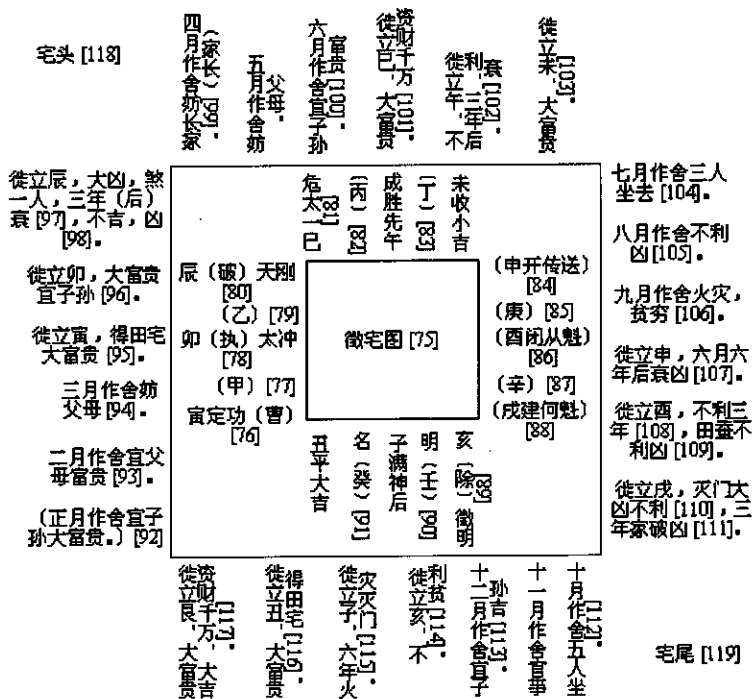 宅头 [118]
四月作舍妨长家
（家长）[99]。
五月作舍妨
父母。
六月作舍宜子孙
富贵 [100]。
徙立巳，大富贵
资财千万 [101]。
徙立午，不
利，三年后
衰 [102]。
徙立未，大富贵
[103]。
徙立辰，大凶，煞
一人，三年（后）
衰 [97]，不吉，凶
[98]。
徙立卯，大富贵
宜子孙 [96]。
徙立寅，得田宅
大富贵 [95]。
三月作舍妨
父母 [94]。
二月作舍宜父
母富贵 [93]。
（正月作舍宜子
孙大富贵。）[92]
危太一巳
[81]
（丙）[82]
成胜先午
（丁）[83]
未收小吉
辰（破）天刚
[80]
（乙）[79]
卯（执）太冲
[78]
（甲）[77]
寅定功（曹）
[76]
徵宅图 [75]
（申开传送）
[84]
（庚）[85]
（酉闭从魁）
[86]
（辛）[87]
（戌建何魁）
[88]
丑平大吉
名（癸）[91]
子满神后
明（壬）[90]
亥（除）徵明
[89]
七月作舍三人
坐去 [104]。
八月作舍不利
凶 [105]。
九月作舍火灾，
贫穷 [106]。
徙立申，六月六
年后衰凶 [107]。
徙立酉，不利三
年 [108]，田蚕不
利凶 [109]。
徙立戌，灭门大
凶不利 [110]，三
年家破凶 [111]。
徙立艮，大富贵
资财千万，大吉
[117]。
徙立丑，大富贵
得田宅 [116]。
徙立子，六年火
灾灭门 [115]。
徙立亥，不
利贫 [114]。
十二月作舍宜子
孙吉 [113]。
十一月作舍宜蚕
十月作舍五人坐
[112]。
宅尾 [119]